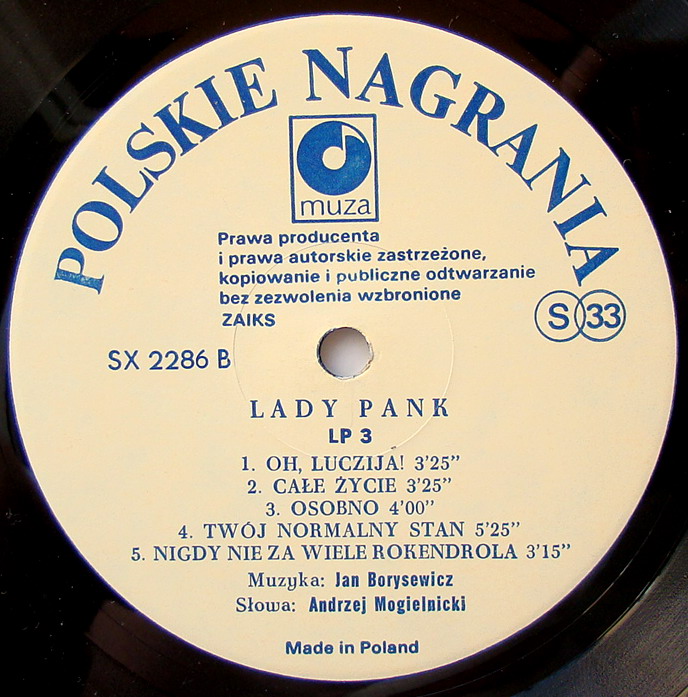 POLSKIE NAGRANIA
muza
Prawa producenta
i prawa autorskie zastrzeżone,
kopiowanie i publiczne odtwarzanie
bez zezwolenia wzbronione
ZAIKS
S 33
SX 2286 B
LADY PANK
LP 3
1. OH, LUCZIJA! 3'25”
2. CAŁE ŻYCIE 3'25”
3. OSOBNO 4'00”
4. TWÓJ NORMALNY STAN 5'25”
5. NIGDY NIE ZA WIELE ROKENDROLA 3'15”
Muzyka: Jan Borysewicz
Słowa: Andrzej Mogielnicki
Made in Poland